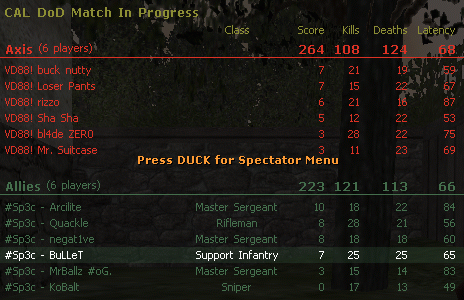 CAL DoD Match In Progress
Class Score Kills Deaths Latency
Axis (6 players) 264 108 124 68
VD88! buck nutty 7 21 19 59
VD88! Loser Pants 7 15 22 67
VD88! rizzo 6 21 16 87
VD88! Sha Sha 5 12 22 53
VD88! bl4de ZER0 3 28 22 75
VD88! Mr. Suitcase 3 11 23 69
Press DUCK for Spectator Menu
Allies (6 players) 223 121 113 66
#Sp3c - Arcilite Master Sergeant 10 18 22 84
#Sp3c - Quackle Rifleman 8 28 21 56
#Sp3c - negat1ve Master Sergeant 8 18 18 60
#Sp3c - BuLLeT Support Infantry 7 25 25 65
#Sp3c - MrBallz #oG. Master Sergeant 3 15 14 83
#Sp3c - KoBalt Sniper 0 17 13 49